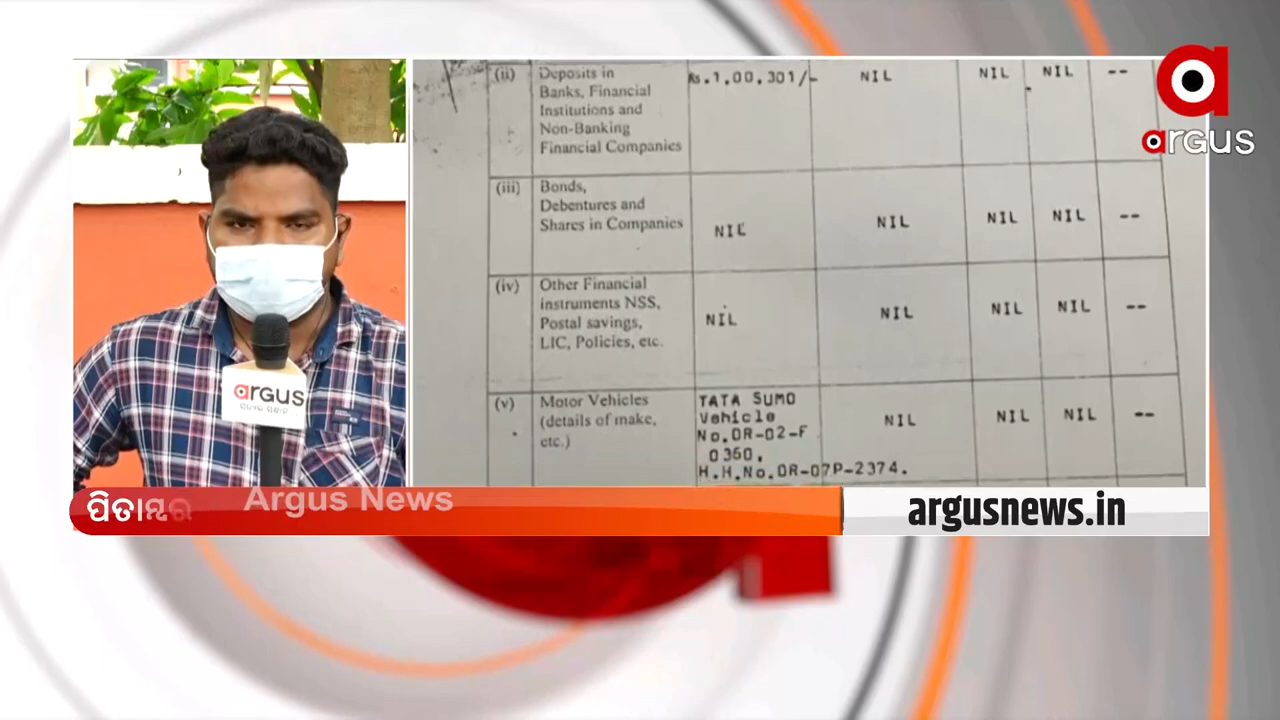 (ii) Deposits in Rs.1,00,301/- NIL NIL NIL --
Banks, Financial
Institutions and
Non-Banking
Financial Companies
(iii) Bonds, 
Debentures and
Shares in Companies NIL NIL NIL NIL --
(iv) Other Financial
instruments NSS,
Postal savings,
LIC, Policies, etc. NIL NIL NIL NIL --
(v) Motor Vehicles TATA SUMO
(details of make, Vehicle NIL NIL NIL --
etc.) No.OR-02-F
0360,
H.H.No.OR-07P-2374.
argus
argus
ପିତାମ୍ବର
Argus News
argusnews.in